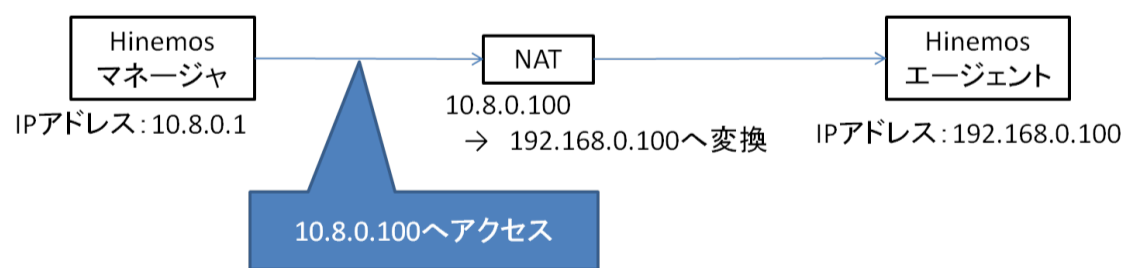 Hinemos
マネージャ
IPアドレス：10.8.0.1
NAT
10.8.0.100
→ 192.168.0.100へ変換
Hinemos
エージェント
IPアドレス：192.168.0.100
10.8.0.100へアクセス